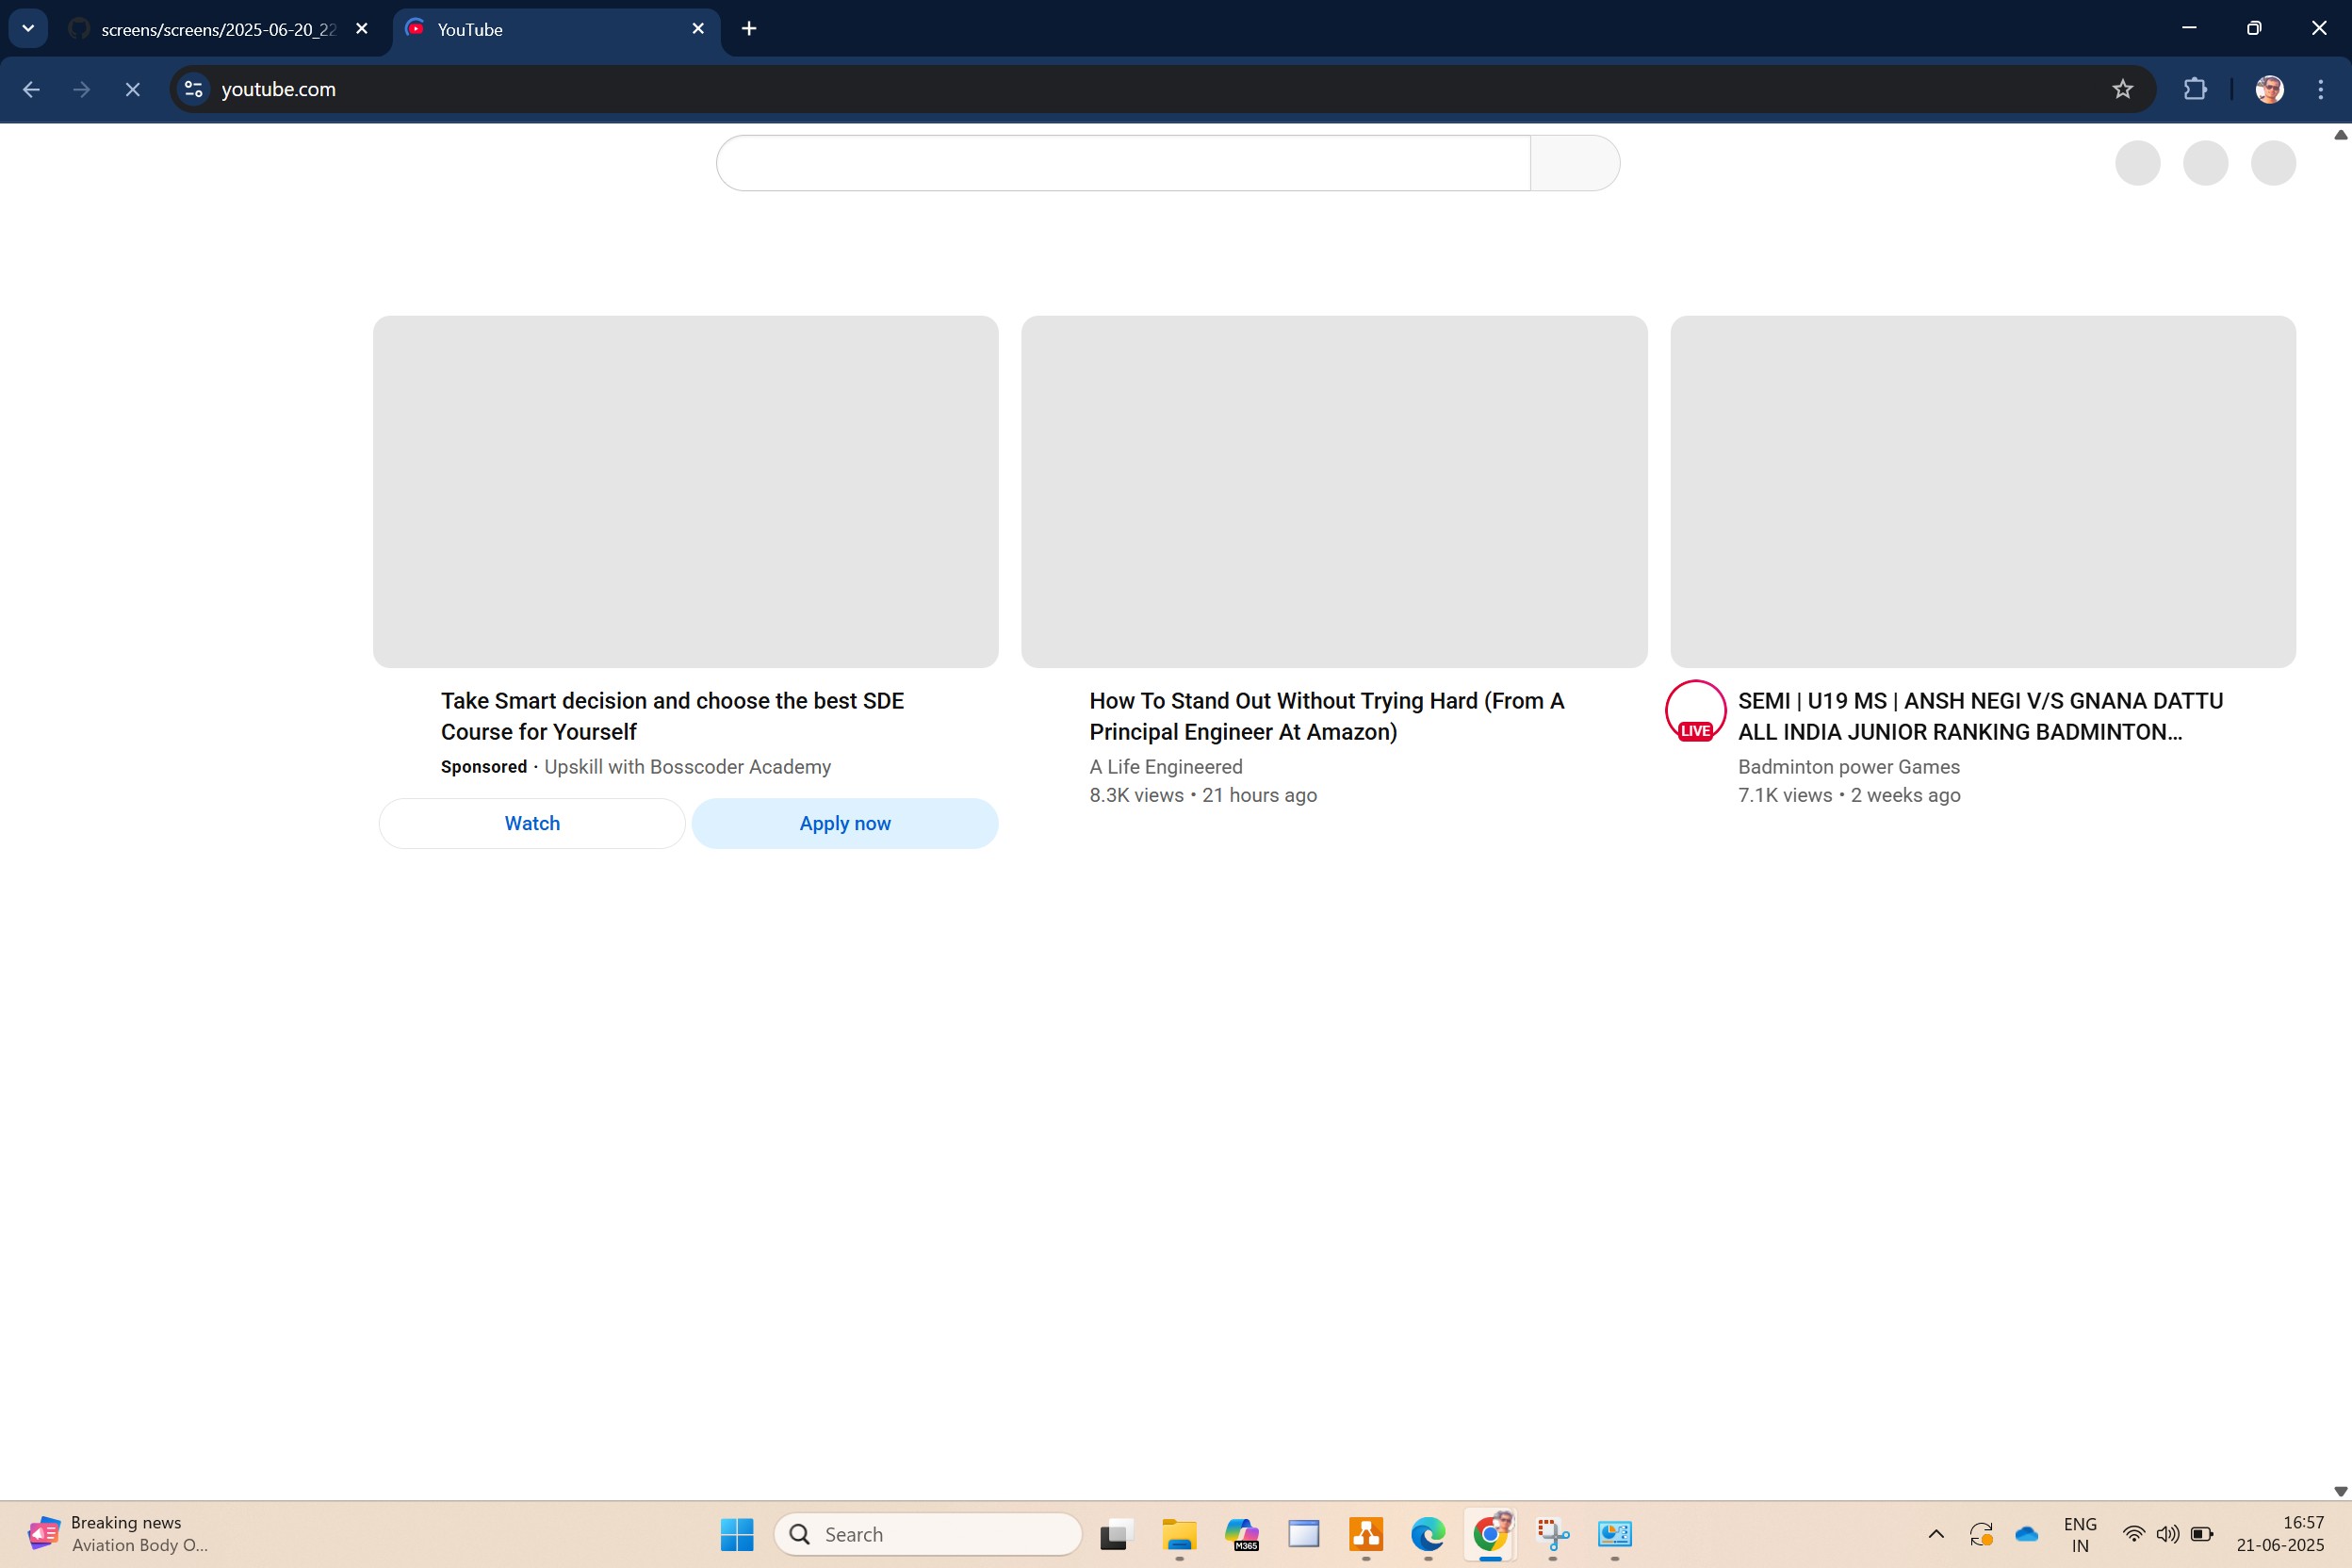 screens/screens/2025-06-20_22
YouTube
youtube.com
Take Smart decision and choose the best SDE
Course for Yourself
Sponsored · Upskill with Bosscoder Academy
Watch
Apply now
How To Stand Out Without Trying Hard (From A
Principal Engineer At Amazon)
A Life Engineered
8.3K views • 21 hours ago
LIVE
SEMI | U19 MS | ANSH NEGI V/S GNANA DATTU
ALL INDIA JUNIOR RANKING BADMINTON...
Badminton power Games
7.1K views • 2 weeks ago
Breaking news
Aviation Body O...
Search
M365
ENG
IN
16:57
21-06-2025